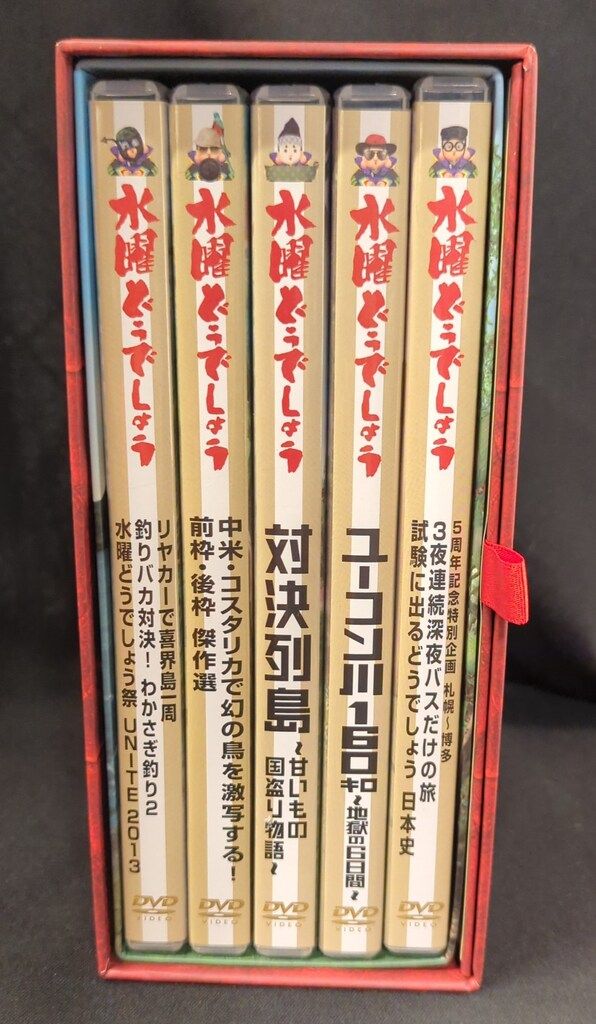 水曜どうでしょう
リヤカーで喜界島一周
釣りバカ対決！わかさぎ釣り2
水曜どうでしょう祭 UNITE 2013
DVD
VIDEO
水曜どうでしょう
中米・コスタリカで幻の鳥を激写する！
前枠・後枠 傑作選
DVD
VIDEO
水曜どうでしょう
対決列島
～甘いもの
国盗り物語～
DVD
VIDEO
水曜どうでしょう
ユーコン川160キロ
～地獄の6日間～
DVD
VIDEO
水曜どうでしょう
5周年記念特別企画 札幌～博多
3夜連続深夜バスだけの旅
試験に出るどうでしょう 日本史
DVD
VIDEO